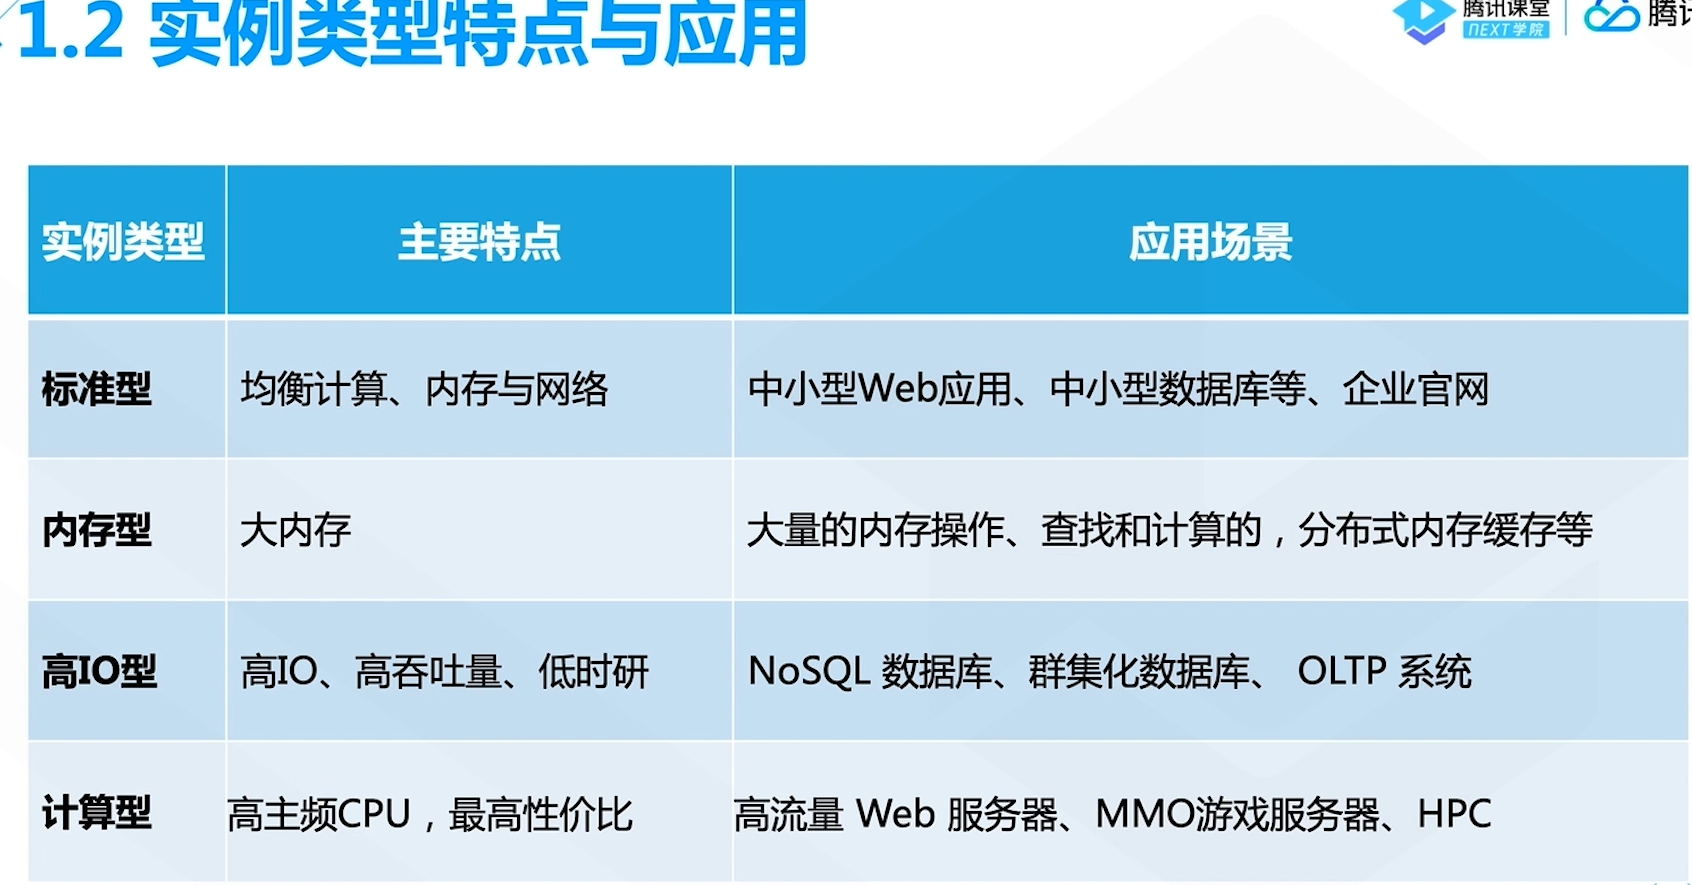 1.2 实例类型特点与应用
腾讯课堂
NEXT学院
腾讯
实例类型 主要特点 应用场景
标准型 均衡计算、内存与网络 中小型Web应用、中小型数据库等、企业官网
内存型 大内存 大量的内存操作、查找和计算的，分布式内存缓存等
高IO型 高IO、高吞吐量、低时研 NoSQL 数据库、群集化数据库、 OLTP 系统
计算型 高主频CPU，最高性价比 高流量 Web 服务器、MMO游戏服务器、HPC